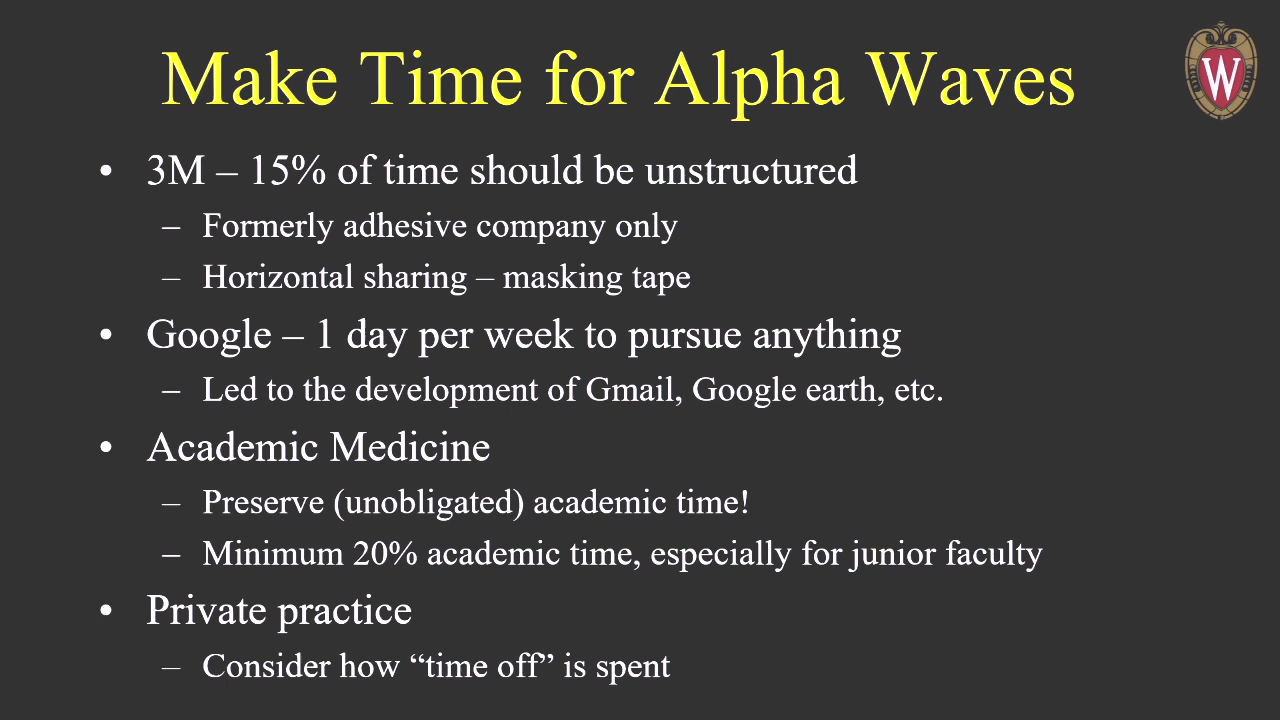 Make Time for Alpha Waves
W
• 3M – 15% of time should be unstructured
– Formerly adhesive company only
– Horizontal sharing – masking tape
• Google – 1 day per week to pursue anything
– Led to the development of Gmail, Google earth, etc.
• Academic Medicine
– Preserve (unobligated) academic time!
– Minimum 20% academic time, especially for junior faculty
• Private practice
– Consider how “time off” is spent